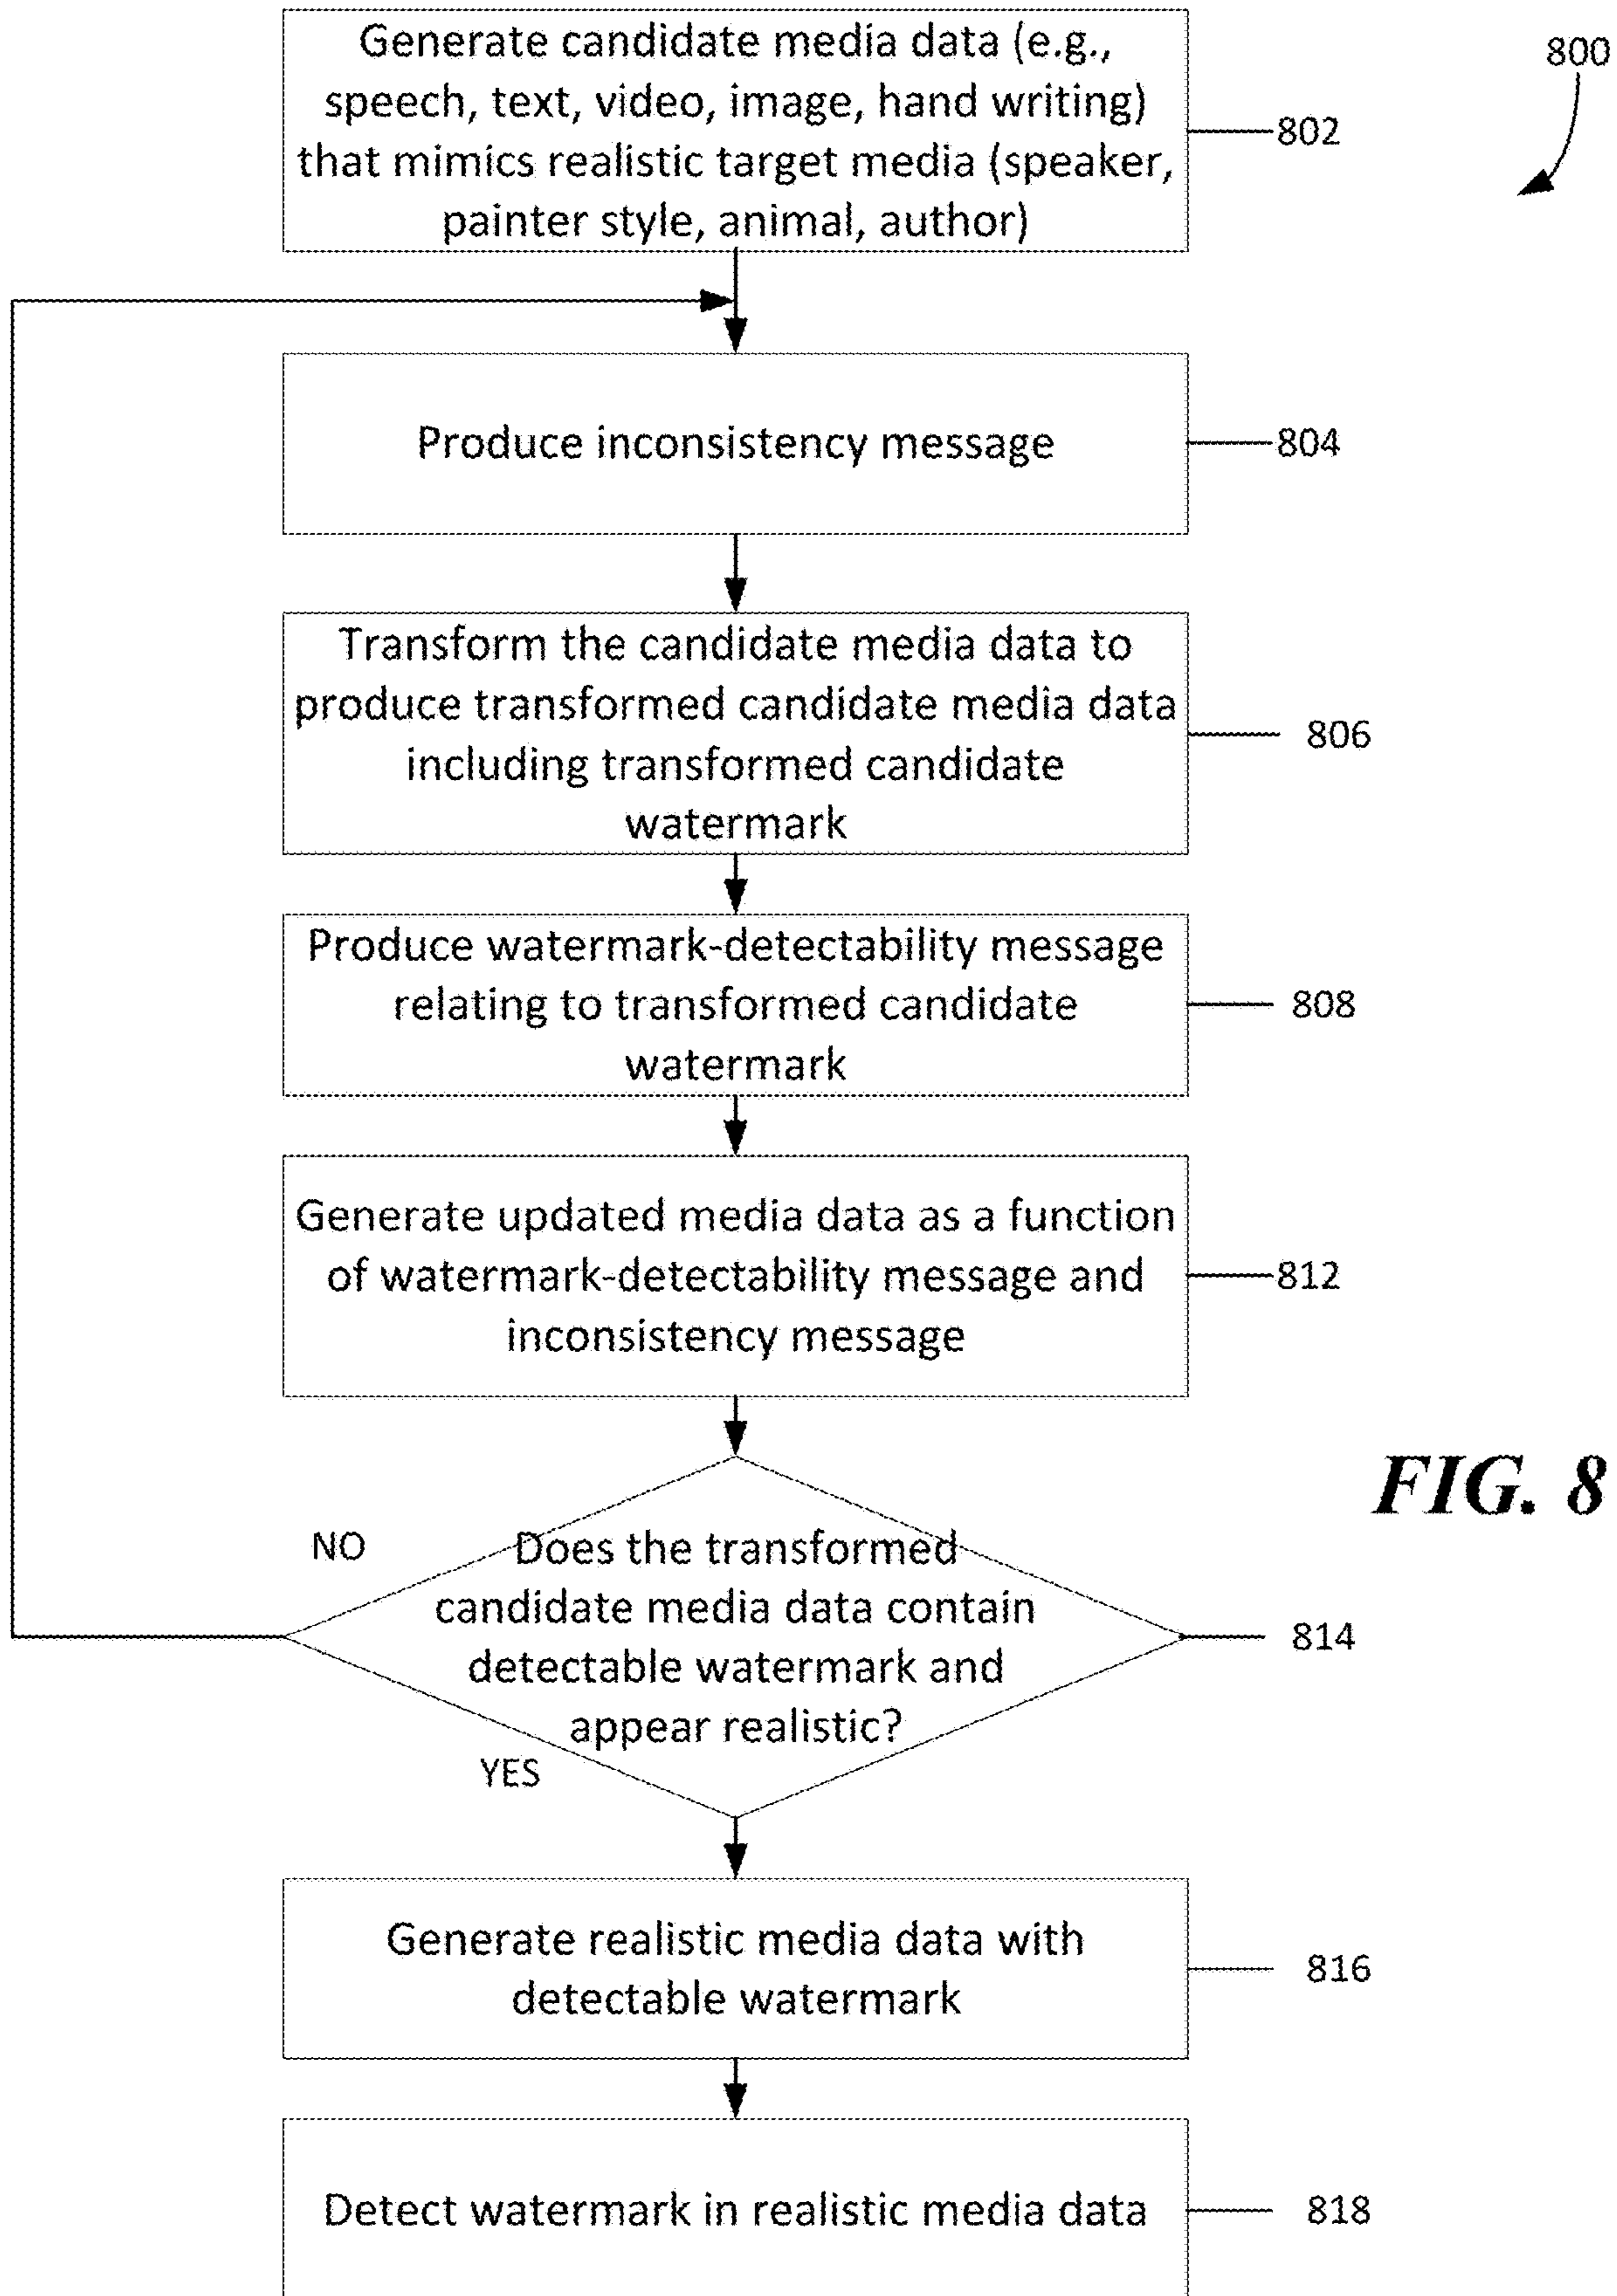 Generate candidate media data (e.g.,
speech, text, video, image, hand writing)
that mimics realistic target media (speaker,
painter style, animal, author)
802
800
Produce inconsistency message
804
Transform the candidate media data to
produce transformed candidate media data
including transformed candidate
watermark
806
Produce watermark-detectability message
relating to transformed candidate
watermark
808
Generate updated media data as a function
of watermark-detectability message and
inconsistency message
812
FIG. 8
NO
Does the transformed
candidate media data contain
detectable watermark and
appear realistic?
814
YES
Generate realistic media data with
detectable watermark
816
Detect watermark in realistic media data
818